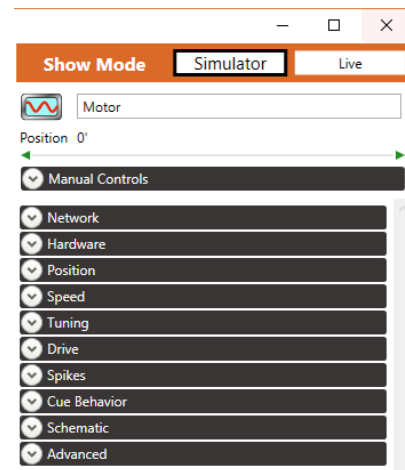 Show Mode Simulator Live
Motor
Position 0'
Manual Controls
Network
Hardware
Position
Speed
Tuning
Drive
Spikes
Cue Behavior
Schematic
Advanced